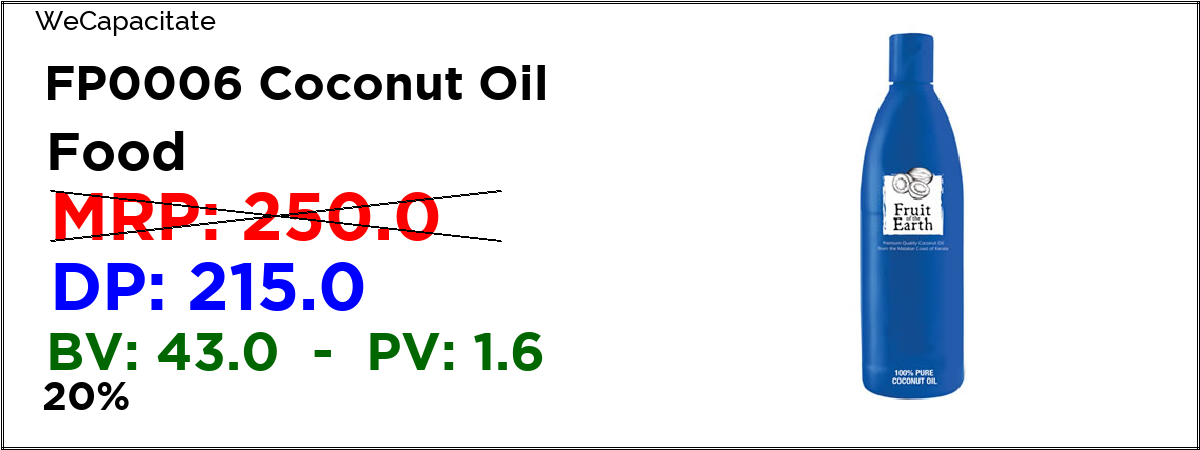 WeCapacitate
FP0006 Coconut Oil
Food
MRP: 250.0
DP: 215.0
BV: 43.0 - PV: 1.6
20%
Fruit
of the
Earth
Premium Quality Coconut Oil
from the Malabar Coast of Kerala
100% PURE
COCONUT OIL